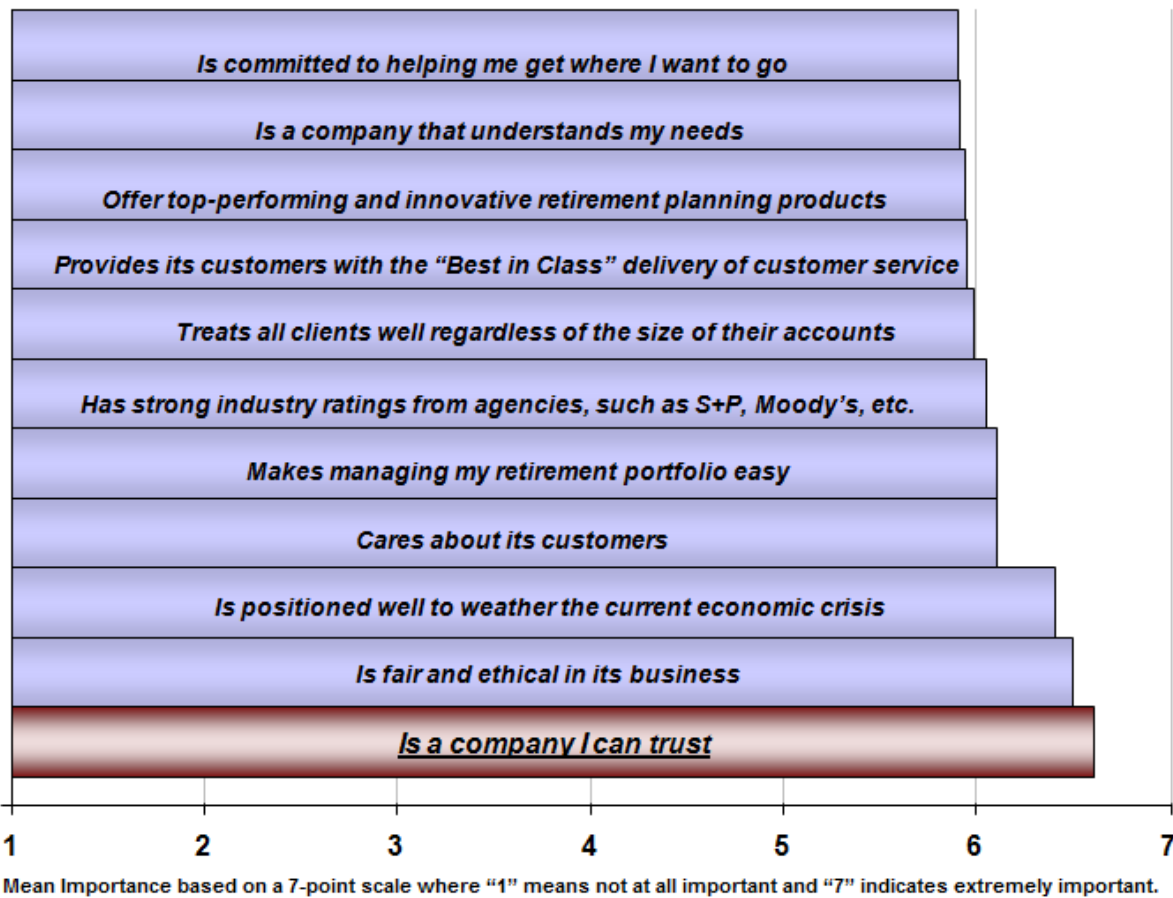 Is committed to helping me get where I want to go
Is a company that understands my needs
Offer top-performing and innovative retirement planning products
Provides its customers with the “Best in Class” delivery of customer service
Treats all clients well regardless of the size of their accounts
Has strong industry ratings from agencies, such as S+P, Moody’s, etc.
Makes managing my retirement portfolio easy
Cares about its customers
Is positioned well to weather the current economic crisis
Is fair and ethical in its business
Is a company I can trust
1 2 3 4 5 6 7
Mean Importance based on a 7-point scale where “1” means not at all important and “7” indicates extremely important.